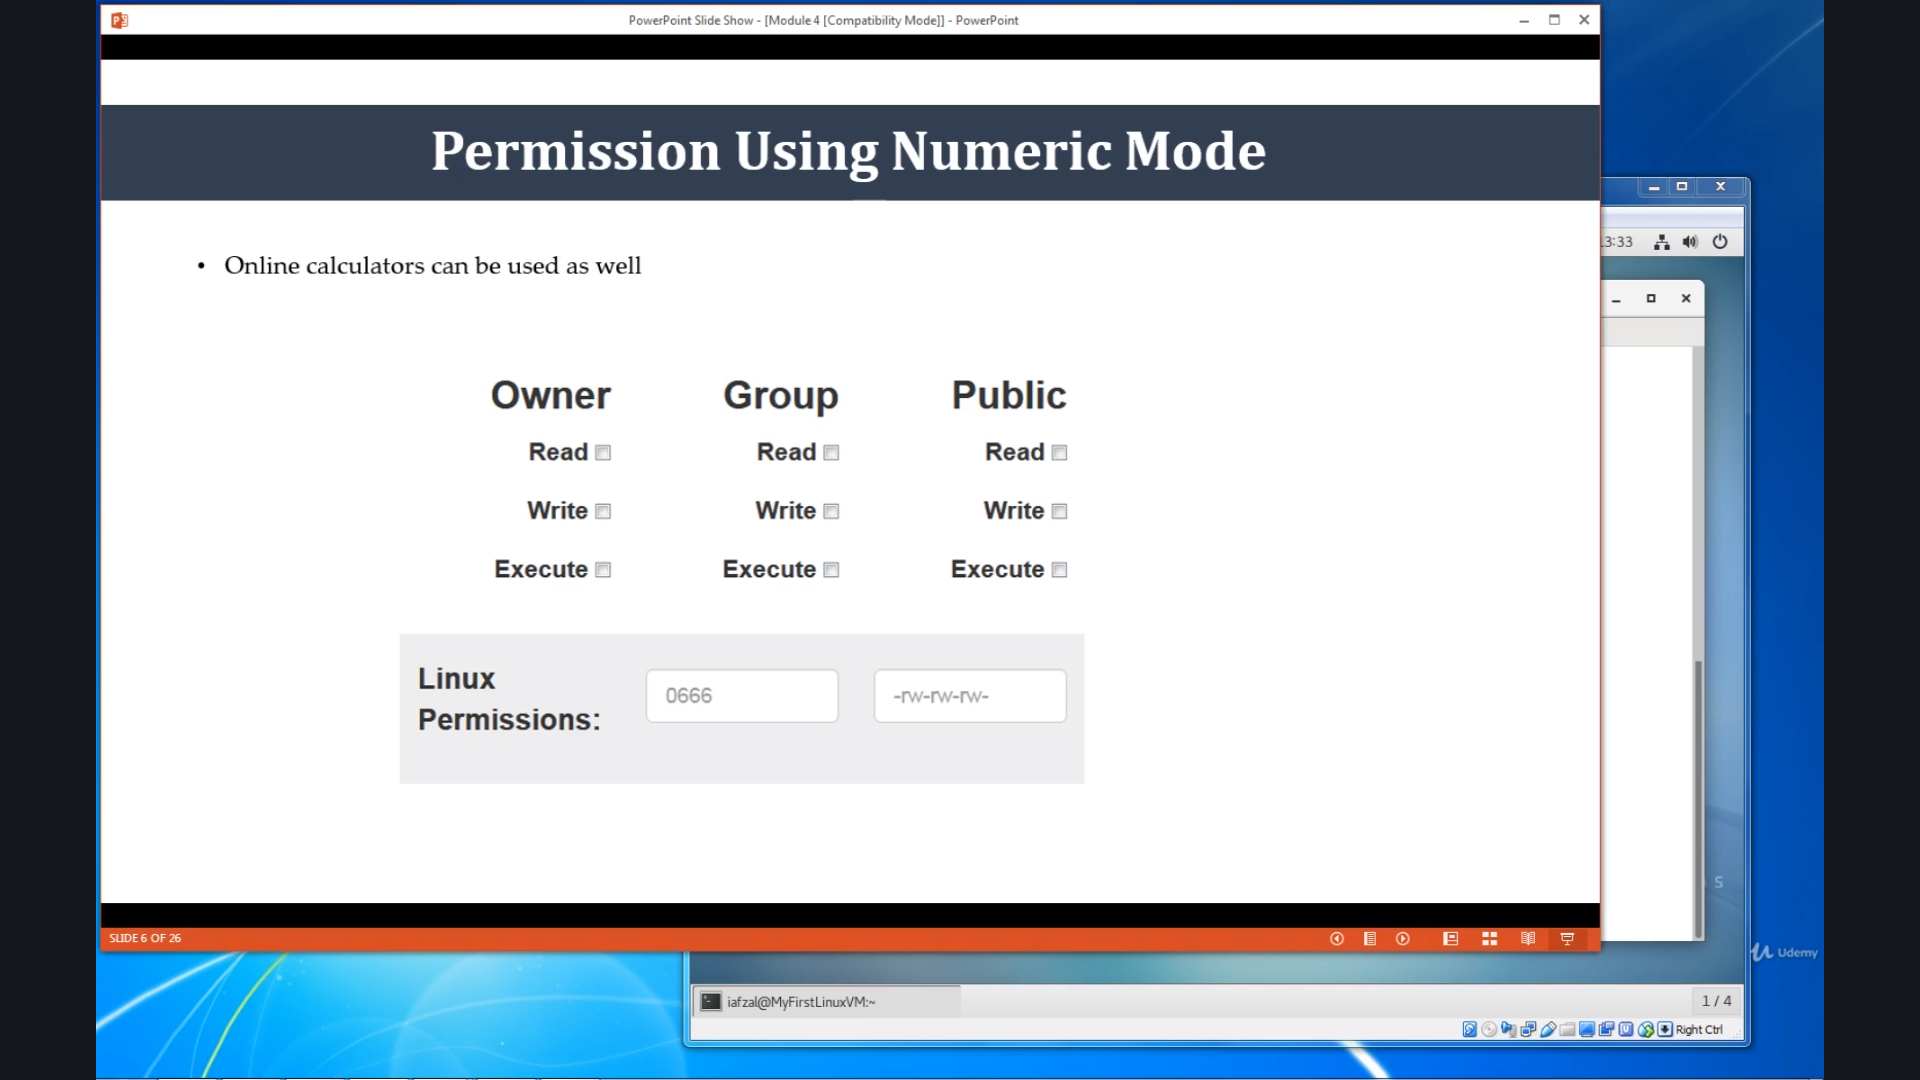 PowerPoint Slide Show - [Module 4 [Compatibility Mode]] - PowerPoint
Permission Using Numeric Mode
• Online calculators can be used as well
Owner Group Public
Read Read Read
Write Write Write
Execute Execute Execute
Linux
Permissions:
0666 -rw-rw-rw-
SLIDE 6 OF 26
3:33
S
Udemy
iafzal@MyFirstLinuxVM:~
1 / 4
Right Ctrl